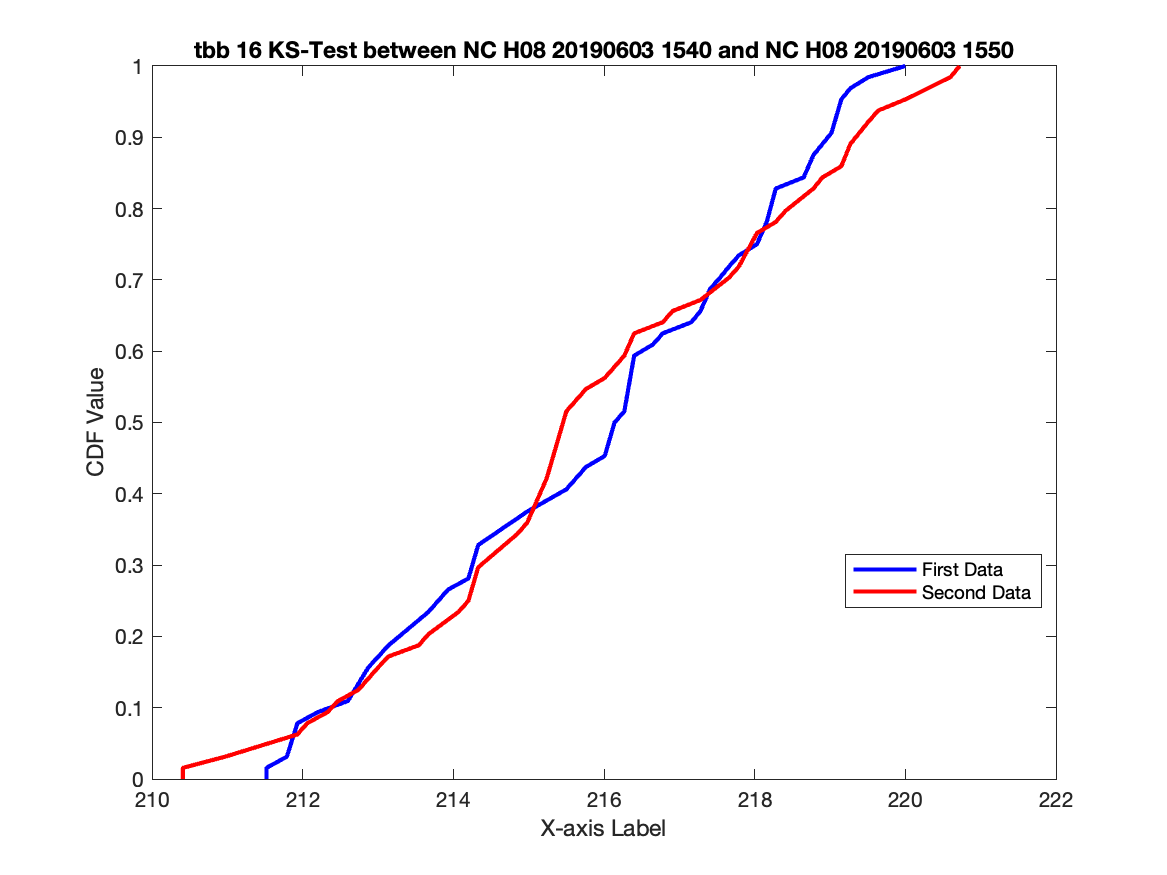 tbb 16 KS-Test between NC H08 20190603 1540 and NC H08 20190603 1550
1
0.9
0.8
0.7
0.6
0.5
0.4
0.3
0.2
0.1
0
CDF Value
First Data
Second Data
210 212 214 216 218 220 222
X-axis Label